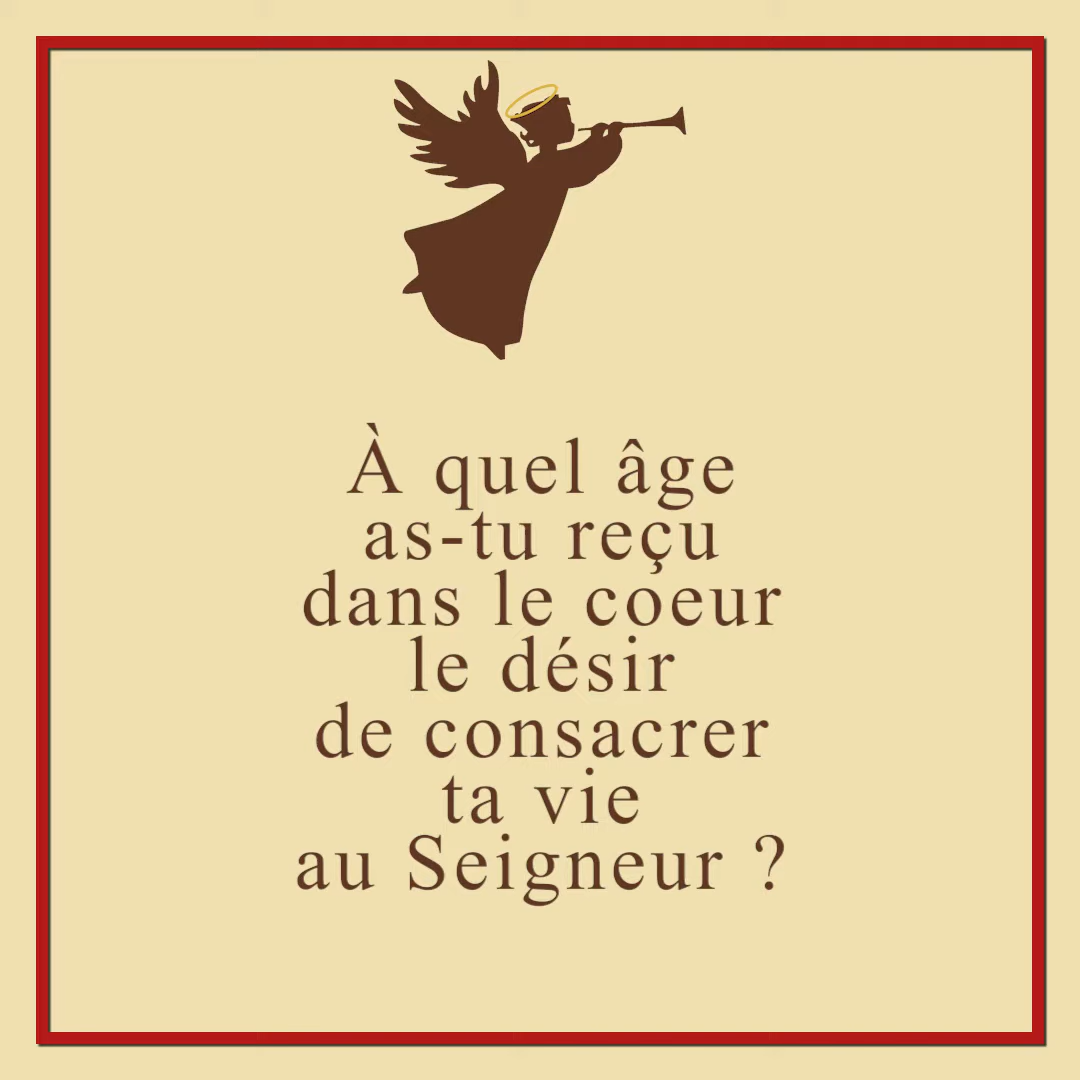 À quel âge
as-tu reçu
dans le coeur
le désir
de consacrer
ta vie
au Seigneur ?